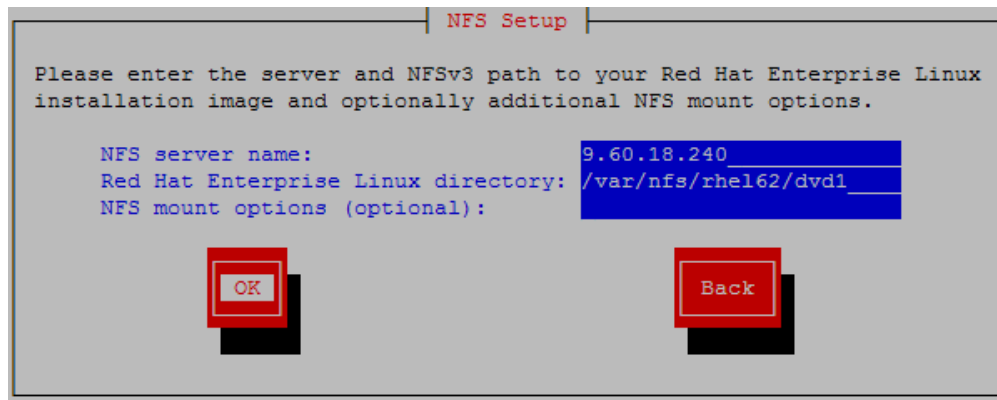 NFS Setup
Please enter the server and NFSv3 path to your Red Hat Enterprise Linux
installation image and optionally additional NFS mount options.
NFS server name: 9.60.18.240
Red Hat Enterprise Linux directory: /var/nfs/rhel62/dvd1
NFS mount options (optional):
OK Back